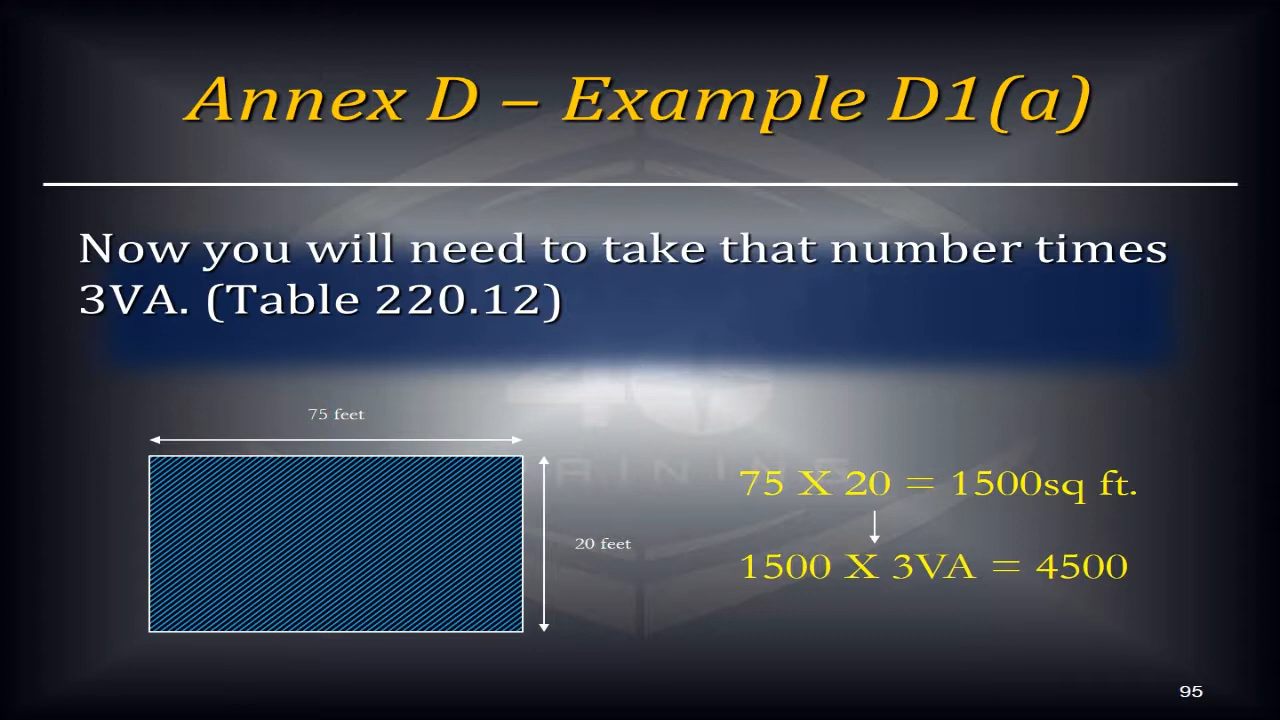 Annex D – Example D1(a)
Now you will need to take that number times
3VA. (Table 220.12)
75 feet
20 feet
75 X 20 = 1500sq ft.
1500 X 3VA = 4500
95